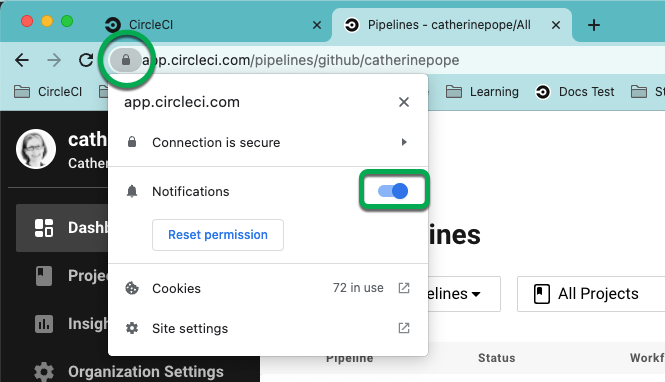 CircleCI
Pipelines - catherinepope/All
app.circleci.com/pipelines/github/catherinepope
CircleCI
Learning
Docs Test
St
app.circleci.com
Connection is secure
Notifications
Reset permission
Cookies
72 in use
Site settings
cath
Cather
Dashb
Projec
Insigh
Organization Settings
lines
elines
All Projects
Pipeline
Status
Workf